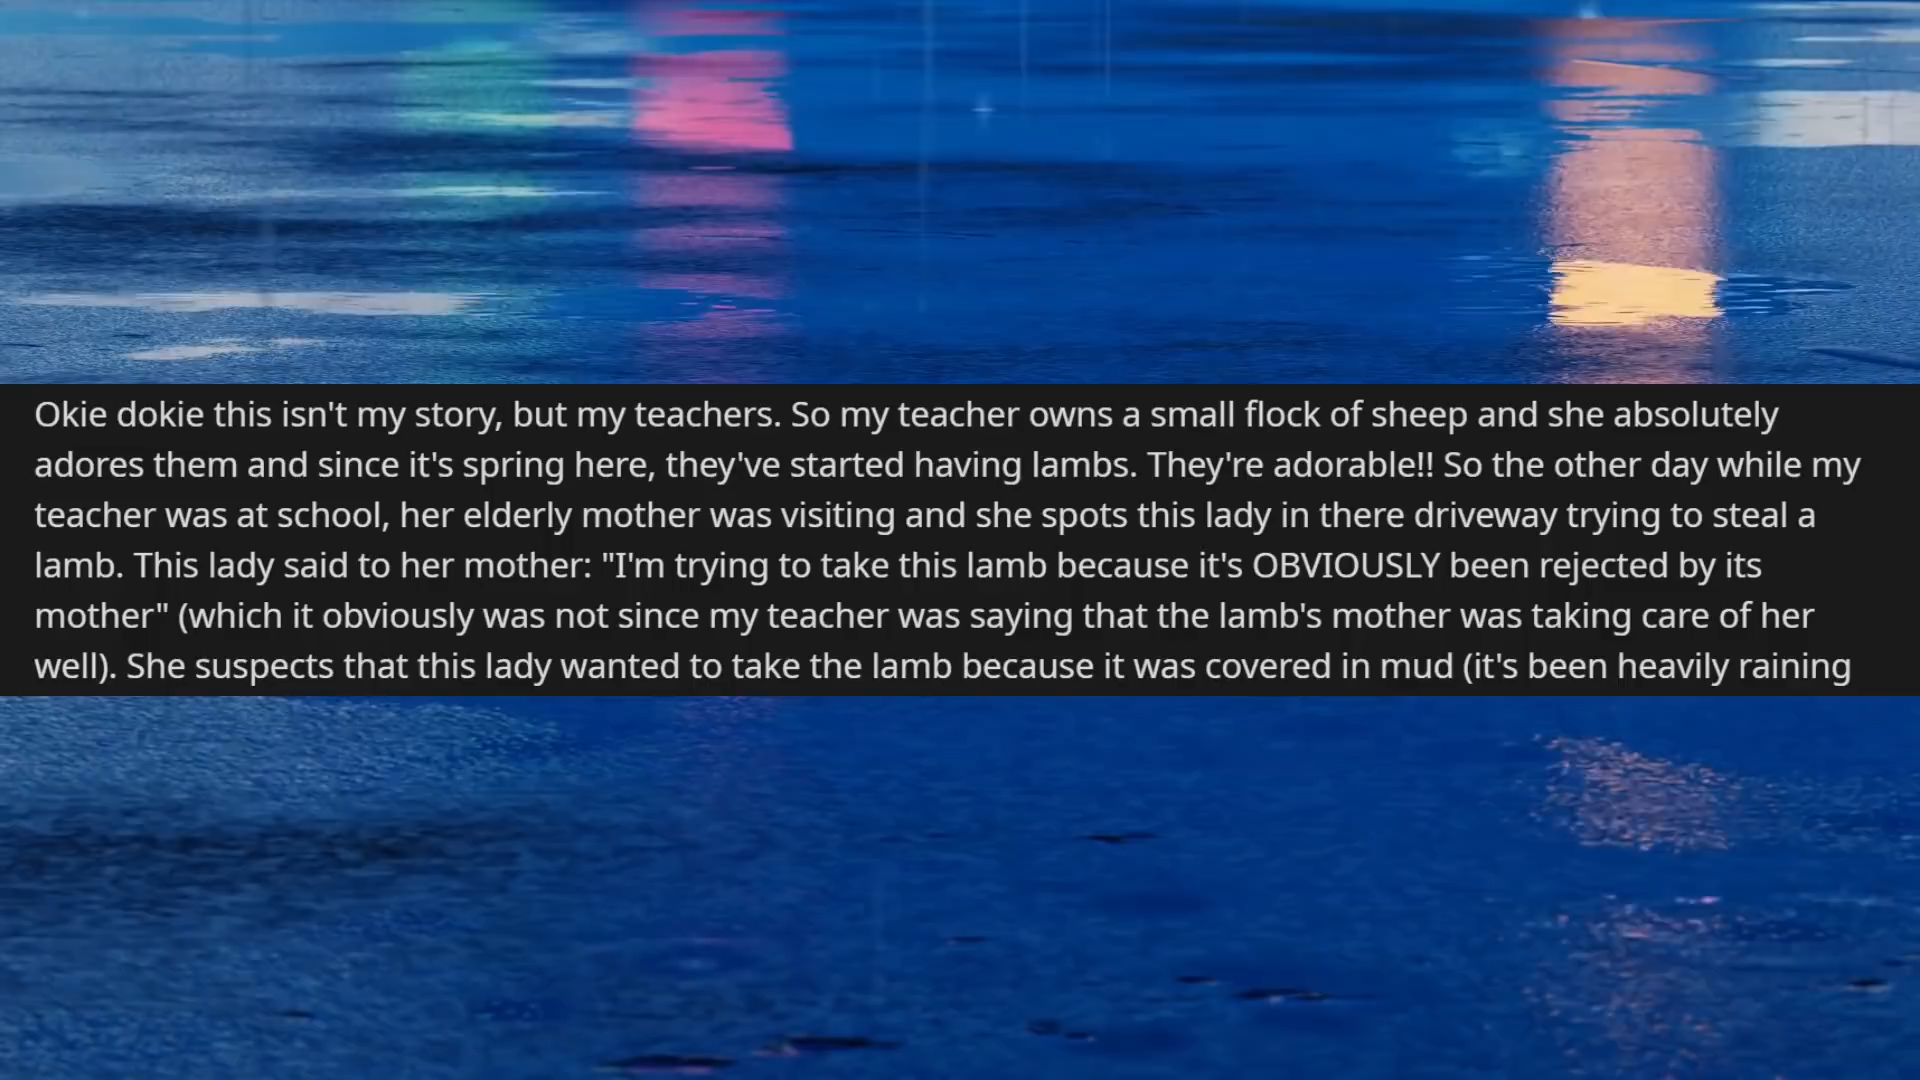 Okie dokie this isn't my story, but my teachers. So my teacher owns a small flock of sheep and she absolutely
adores them and since it's spring here, they've started having lambs. They're adorable!! So the other day while my
teacher was at school, her elderly mother was visiting and she spots this lady in there driveway trying to steal a
lamb. This lady said to her mother: "I'm trying to take this lamb because it's OBVIOUSLY been rejected by its
mother" (which it obviously was not since my teacher was saying that the lamb's mother was taking care of her
well). She suspects that this lady wanted to take the lamb because it was covered in mud (it's been heavily raining